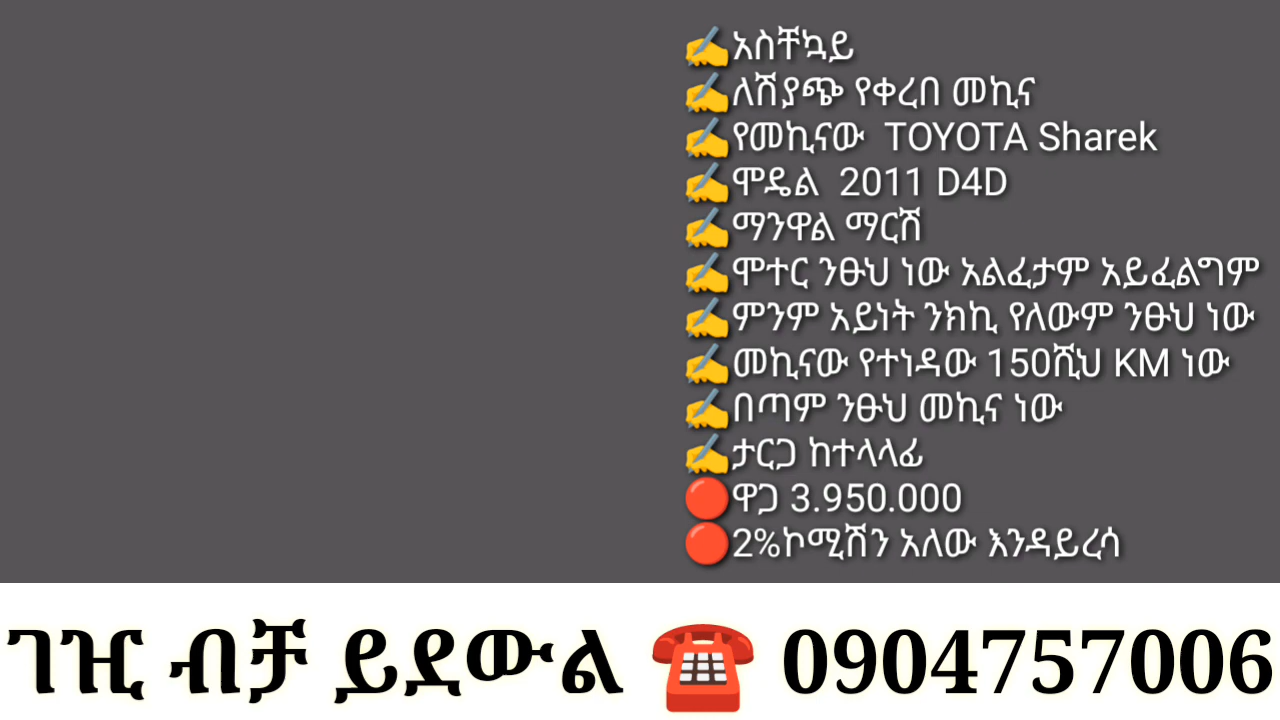 ✍️አስቸኳይ
✍️ለሽያጭ የቀረበ መኪና
✍️የመኪናው TOYOTA Sharek
✍️ሞዴል 2011 D4D
✍️ማንዋል ማርሽ
✍️ሞተር ንፁህ ነው አልፈታም አይፈልግም
✍️ምንም አይነት ንክኪ የለውም ንፁህ ነው
✍️መኪናው የተነዳው 150ሺህ KM ነው
✍️በጣም ንፁህ መኪና ነው
✍️ታርጋ ከተላላፊ
🔴ዋጋ 3.950.000
🔴2%ኮሚሽን አለው እንዳይረሳ
ገዢ ብቻ ይደውል ☎️ 0904757006